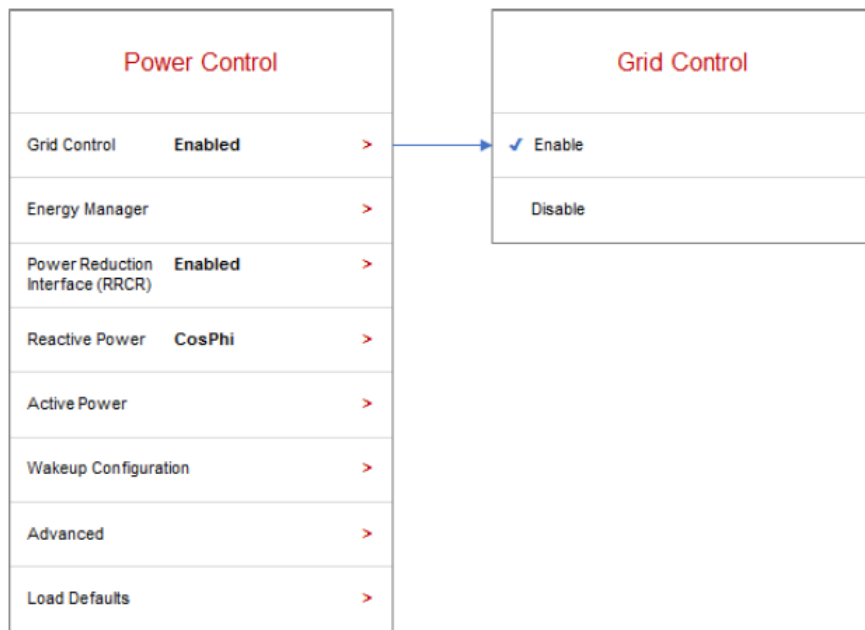 Power Control
Grid Control Enabled >
Energy Manager >
Power Reduction Enabled >
Interface (RRCR)
Reactive Power CosPhi >
Active Power >
Wakeup Configuration >
Advanced >
Load Defaults >
Grid Control
✓ Enable
Disable